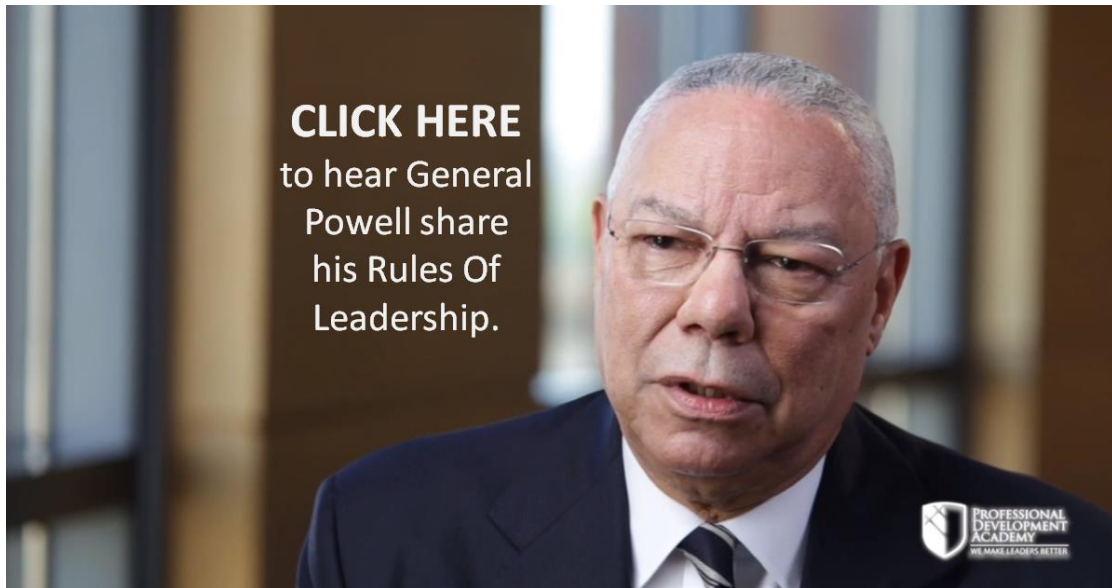 CLICK HERE
to hear General
Powell share
his Rules Of
Leadership.
PROFESSIONAL
DEVELOPMENT
ACADEMY
WE MAKE LEADERS BETTER